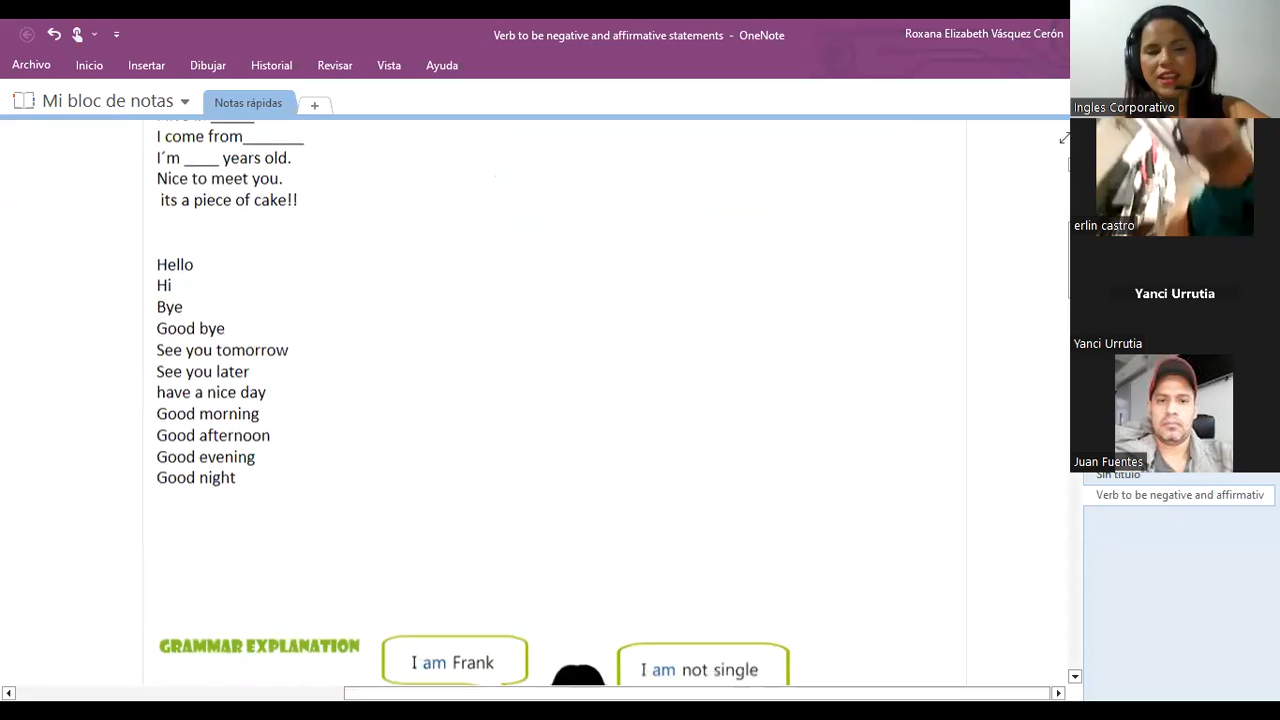 Verb to be negative and affirmative statements - OneNote
Roxana Elizabeth Vásquez Cerón
Archivo
Inicio
Insertar
Dibujar
Historial
Revisar
Vista
Ayuda
Mi bloc de notas
Notas rápidas
I come from_______
I´m ____ years old.
Nice to meet you.
its a piece of cake!!
Hello
Hi
Bye
Good bye
See you tomorrow
See you later
have a nice day
Good morning
Good afternoon
Good evening
Good night
GRAMMAR EXPLANATION
I am Frank
I am not single
Ingles Corporativo
erlin castro
Yanci Urrutia
Yanci Urrutia
Juan Fuentes
Sin título
Verb to be negative and affirmativ